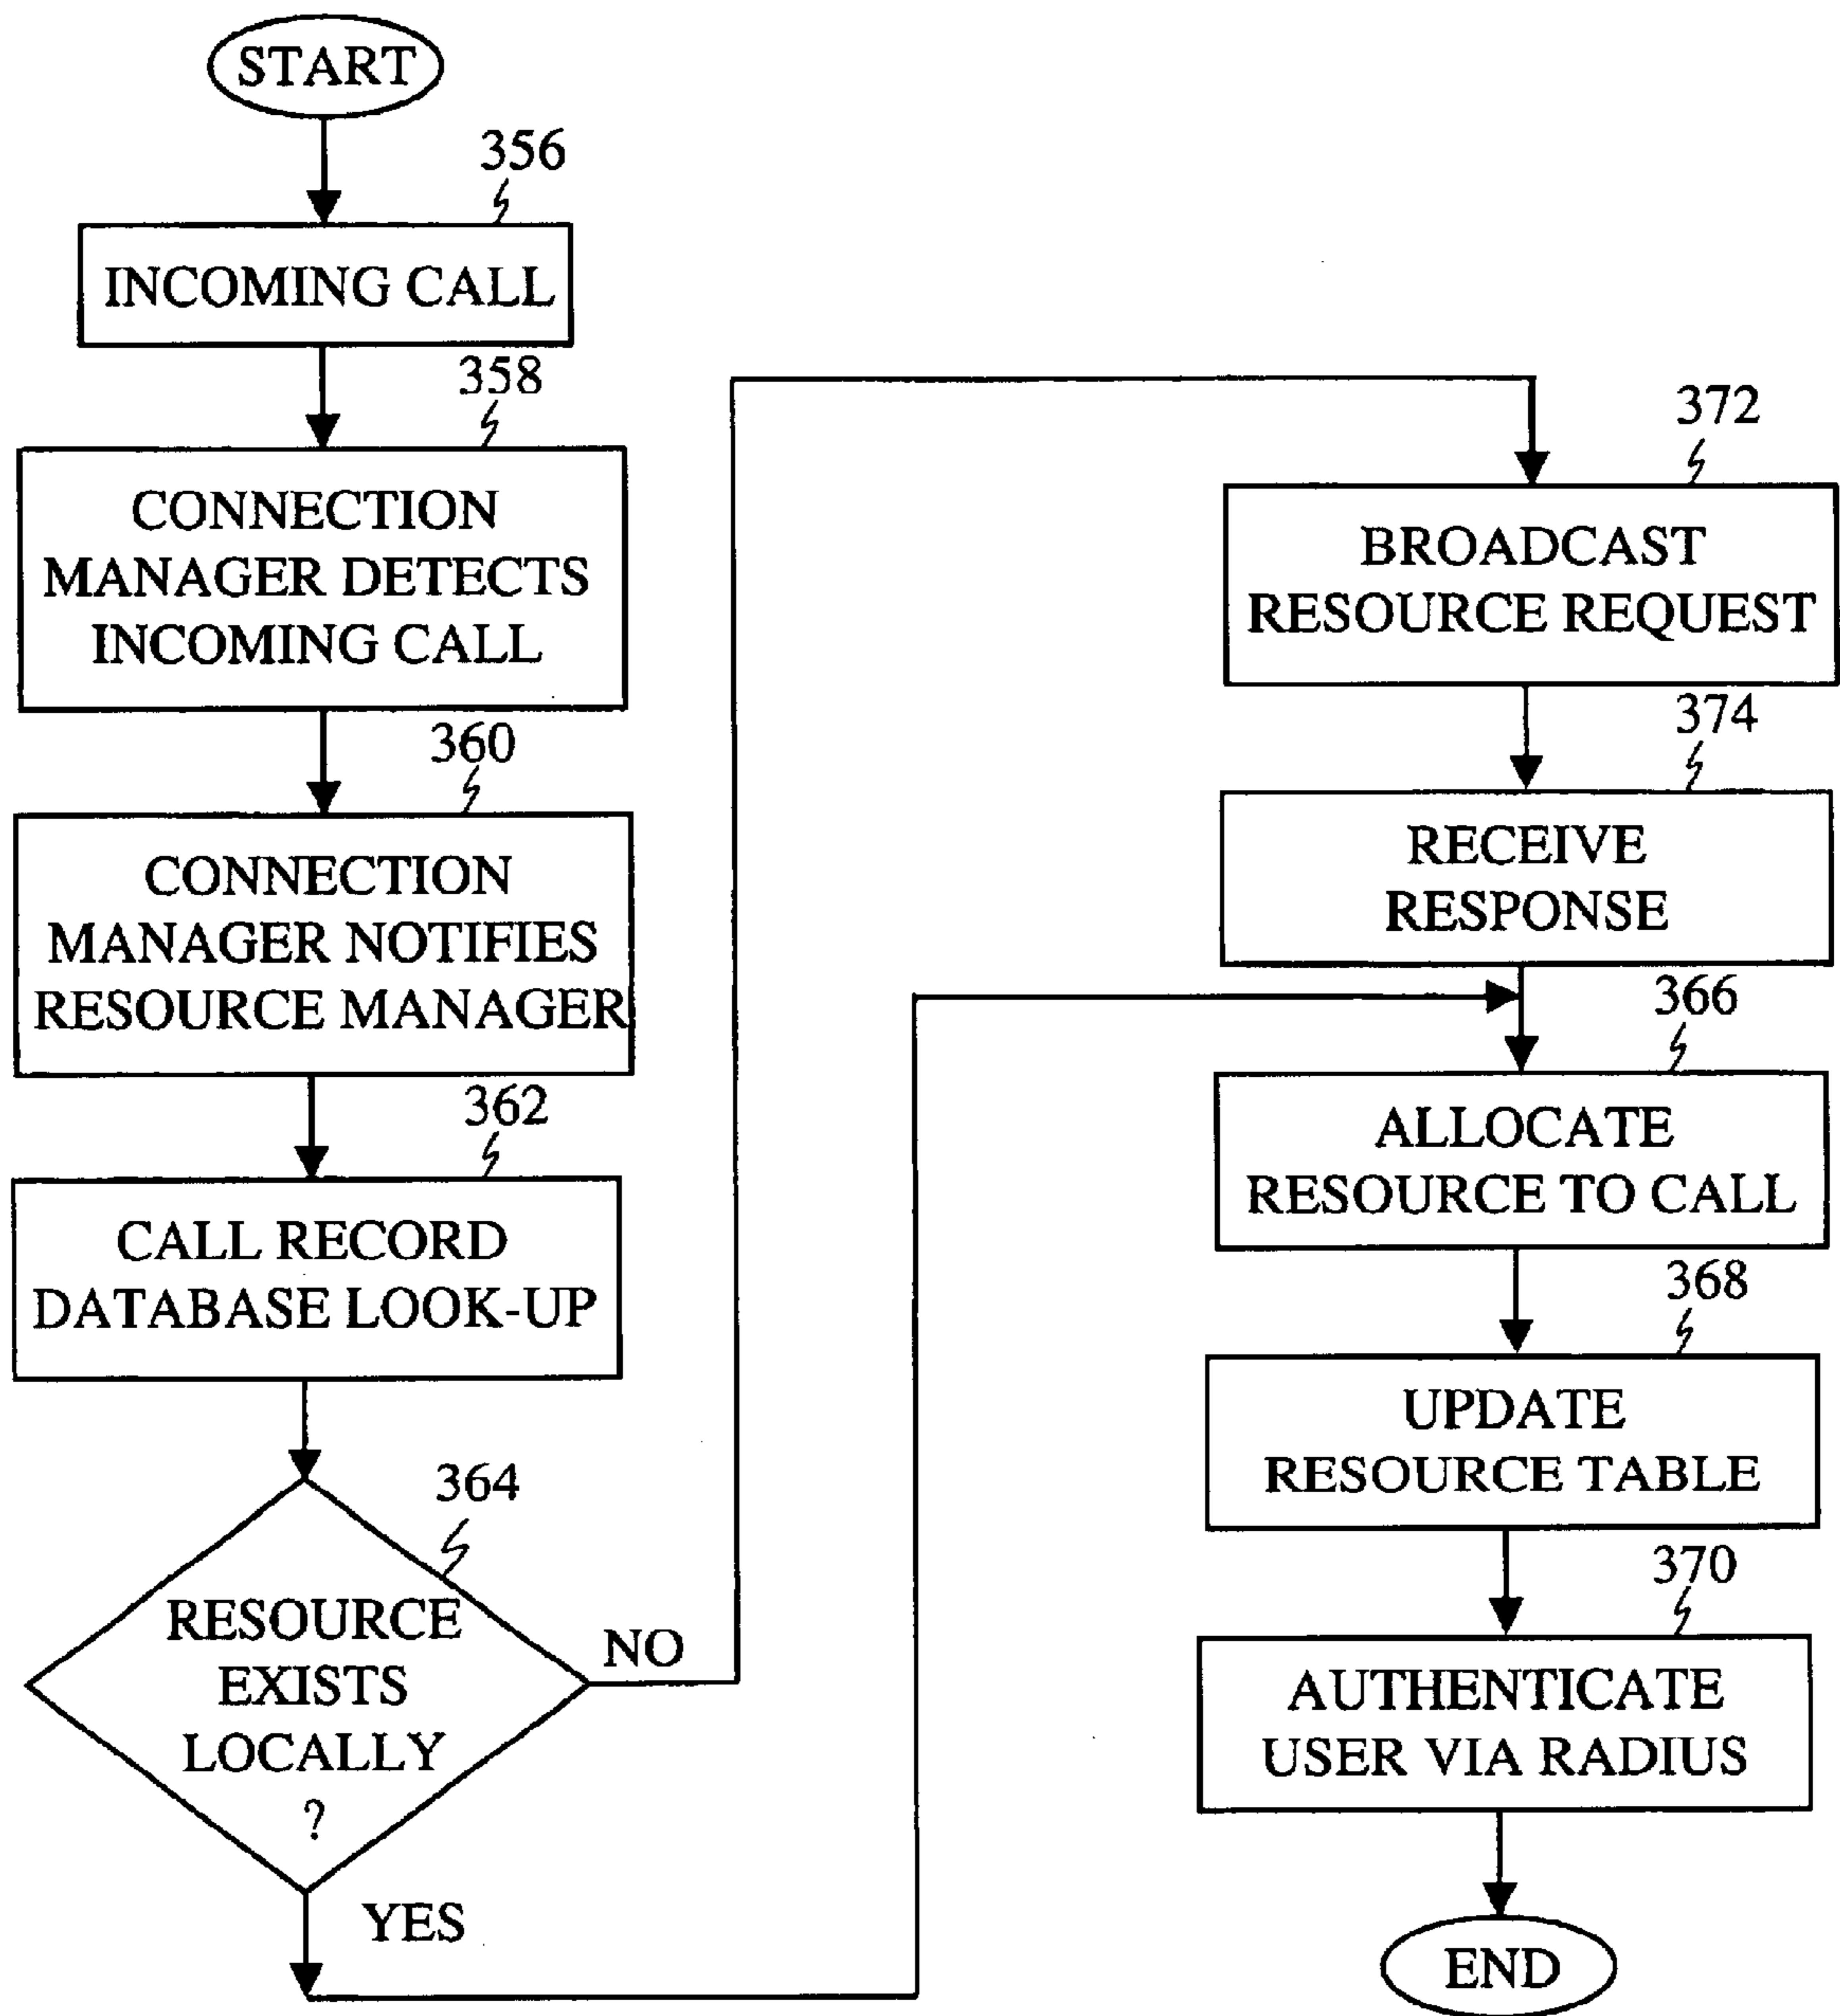 START
356
INCOMING CALL
358
CONNECTION
MANAGER DETECTS
INCOMING CALL
360
CONNECTION
MANAGER NOTIFIES
RESOURCE MANAGER
362
CALL RECORD
DATABASE LOOK-UP
364
RESOURCE
EXISTS
LOCALLY
?
NO
YES
372
BROADCAST
RESOURCE REQUEST
374
RECEIVE
RESPONSE
366
ALLOCATE
RESOURCE TO CALL
368
UPDATE
RESOURCE TABLE
370
AUTHENTICATE
USER VIA RADIUS
END